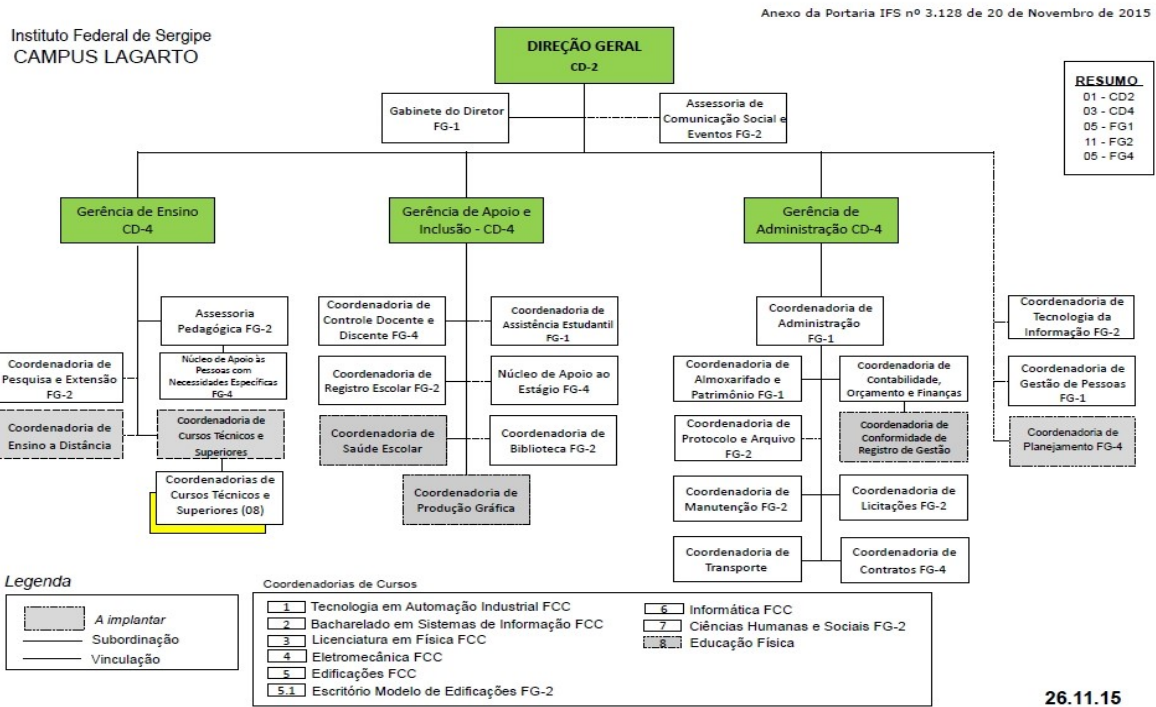 Anexo da Portaria IFS nº 3.128 de 20 de Novembro de 2015
Instituto Federal de Sergipe
CAMPUS LAGARTO
DIREÇÃO GERAL
CD-2
RESUMO
01 - CD2
03 - CD4
05 - FG1
11 - FG2
05 - FG4
Gabinete do Diretor
FG-1
Assessoria de
Comunicação Social e
Eventos FG-2
Gerência de Ensino
CD-4
Gerência de Apoio e
Inclusão - CD-4
Gerência de
Administração CD-4
Assessoria
Pedagógica FG-2
Coordenadoria de
Pesquisa e Extensão
FG-2
Núcleo de Apoio às
Pessoas com
Necessidades Específicas
FG-4
Coordenadoria de
Ensino a Distância
Coordenadoria de
Cursos Técnicos e
Superiores
Coordenadorias de
Cursos Técnicos e
Superiores (08)
Coordenadoria de
Controle Docente e
Discente FG-4
Coordenadoria de
Assistência Estudantil
FG-1
Coordenadoria de
Registro Escolar FG-2
Núcleo de Apoio ao
Estágio FG-4
Coordenadoria de
Saúde Escolar
Coordenadoria de
Biblioteca FG-2
Coordenadoria de
Produção Gráfica
Coordenadoria de
Administração
FG-1
Coordenadoria de
Almoxarifado e
Patrimônio FG-1
Coordenadoria de
Contabilidade,
Orçamento e Finanças
Coordenadoria de
Protocolo e Arquivo
FG-2
Coordenadoria de
Conformidade de
Registro de Gestão
Coordenadoria de
Manutenção FG-2
Coordenadoria de
Licitações FG-2
Coordenadoria de
Transporte
Coordenadoria de
Contratos FG-4
Coordenadoria de
Tecnologia da
Informação FG-2
Coordenadoria de
Gestão de Pessoas
FG-1
Coordenadoria de
Planejamento FG-4
Legenda
A implantar
Subordinação
Vinculação
Coordenadorias de Cursos
1 Tecnologia em Automação Industrial FCC
2 Bacharelado em Sistemas de Informação FCC
3 Licenciatura em Física FCC
4 Eletromecânica FCC
5 Edificações FCC
5.1 Escritório Modelo de Edificações FG-2
6 Informática FCC
7 Ciências Humanas e Sociais FG-2
8 Educação Física
26.11.15